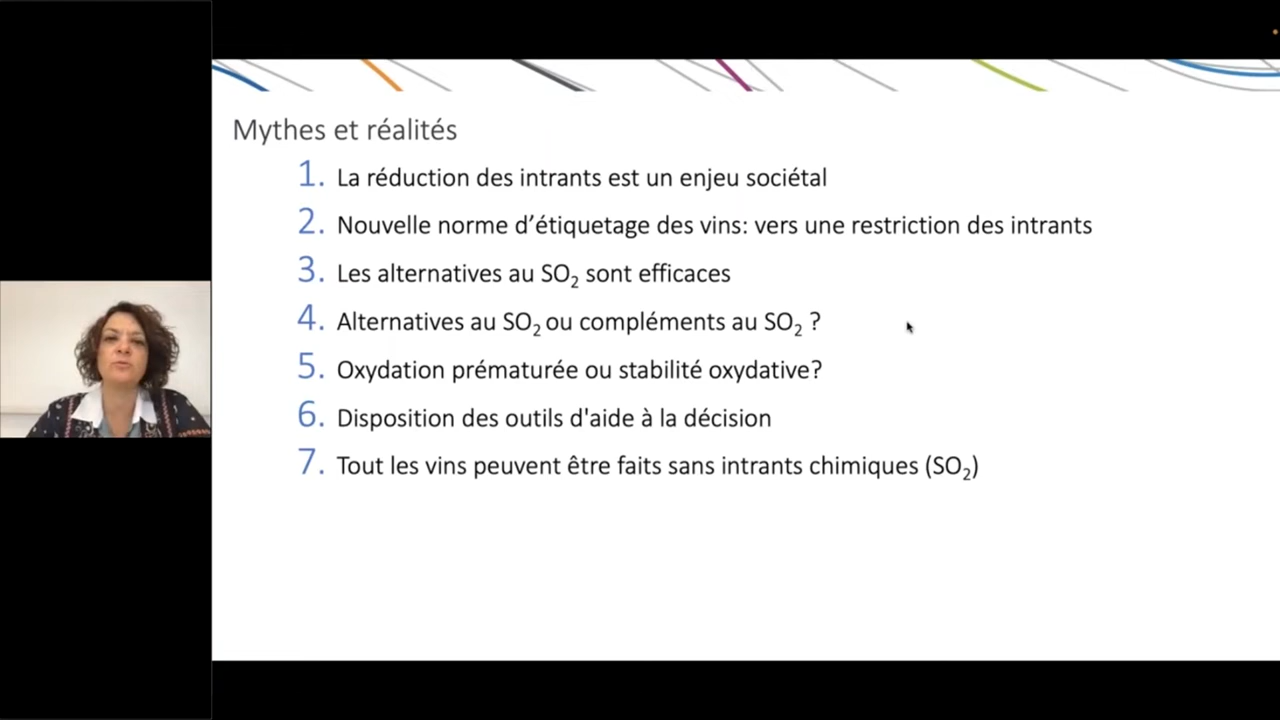 Mythes et réalités
1. La réduction des intrants est un enjeu sociétal
2. Nouvelle norme d’étiquetage des vins: vers une restriction des intrants
3. Les alternatives au SO₂ sont efficaces
4. Alternatives au SO₂ ou compléments au SO₂ ?
5. Oxydation prématurée ou stabilité oxydative?
6. Disposition des outils d'aide à la décision
7. Tout les vins peuvent être faits sans intrants chimiques (SO₂)